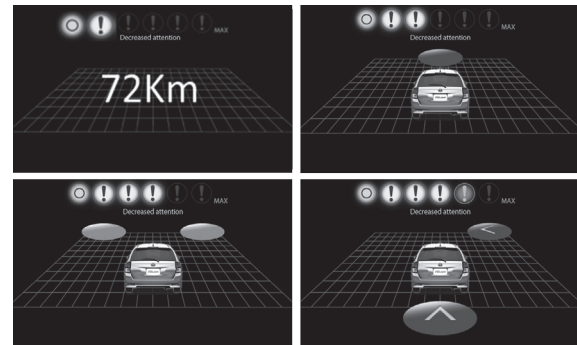 MAX
Decreased attention
72Km
MAX
Decreased attention
MAX
Decreased attention
MAX
Decreased attention